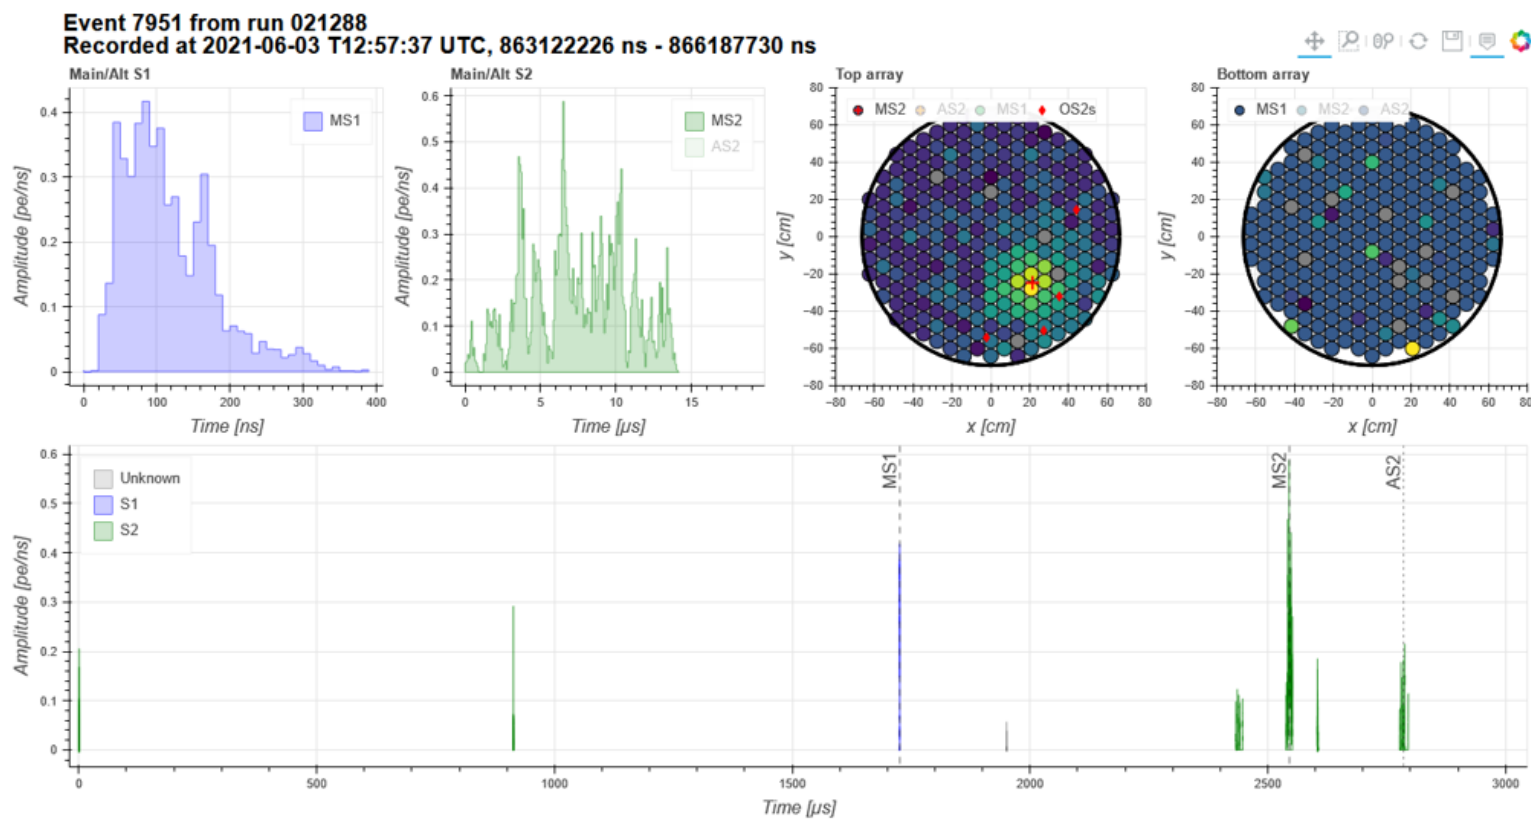 Event 7951 from run 021288
Recorded at 2021-06-03 T12:57:37 UTC, 863122226 ns - 866187730 ns
Main/Alt S1
Amplitude [pe/ns]
0.4
0.3
0.2
0.1
0
MS1
0 100 200 300 400
Time [ns]
Main/Alt S2
Amplitude [pe/ns]
0.6
0.5
0.4
0.3
0.2
0.1
0
MS2
AS2
0 5 10 15
Time [µs]
Top array
y [cm]
80
60
40
20
0
−20
−40
−60
−80
MS2 AS2 MS1 OS2s
−80 −60 −40 −20 0 20 40 60 80
x [cm]
Bottom array
y [cm]
80
60
40
20
0
−20
−40
−60
−80
MS1 MS2 AS2
−80 −60 −40 −20 0 20 40 60 80
x [cm]
Amplitude [pe/ns]
0.6
0.5
0.4
0.3
0.2
0.1
0
Unknown
S1
S2
MS1
MS2
AS2
0 500 1000 1500 2000 2500 3000
Time [µs]